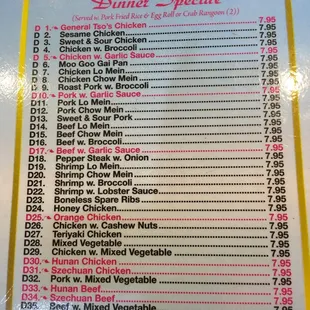 Dinner Special
(Served w. Pork Fried Rice & Egg Roll or Crab Rangoon (2))
D 1. General Tso's Chicken 7.95
D 2. Sesame Chicken 7.95
D 3. Sweet & Sour Chicken 7.95
D 4. Chicken w. Broccoli 7.95
D 5. Chicken w. Garlic Sauce 7.95
D 6. Moo Goo Gai Pan 7.95
D 7. Chicken Lo Mein 7.95
D 8. Chicken Chow Mein 7.95
D 9. Roast Pork w. Broccoli 7.95
D10. Pork w. Garlic Sauce 7.95
D11. Pork Lo Mein 7.95
D12. Pork Chow Mein 7.95
D13. Sweet & Sour Pork 7.95
D14. Beef Lo Mein 7.95
D15. Beef Chow Mein 7.95
D16. Beef w. Broccoli 7.95
D17. Beef w. Garlic Sauce 7.95
D18. Pepper Steak w. Onion 7.95
D19. Shrimp Lo Mein 7.95
D20. Shrimp Chow Mein 7.95
D21. Shrimp w. Broccoli 7.95
D22. Shrimp w. Lobster Sauce 7.95
D23. Boneless Spare Ribs 7.95
D24. Honey Chicken 7.95
D25. Orange Chicken 7.95
D26. Chicken w. Cashew Nuts 7.95
D27. Teriyaki Chicken 7.95
D28. Mixed Vegetable 7.95
D29. Chicken w. Mixed Vegetable 7.95
D30. Hunan Chicken 7.95
D31. Szechuan Chicken 7.95
D32. Pork w. Mixed Vegetable 7.95
D33. Hunan Beef 7.95
D34. Szechuan Beef 7.95
D35. Beef w. Mixed Vegetable 7.95